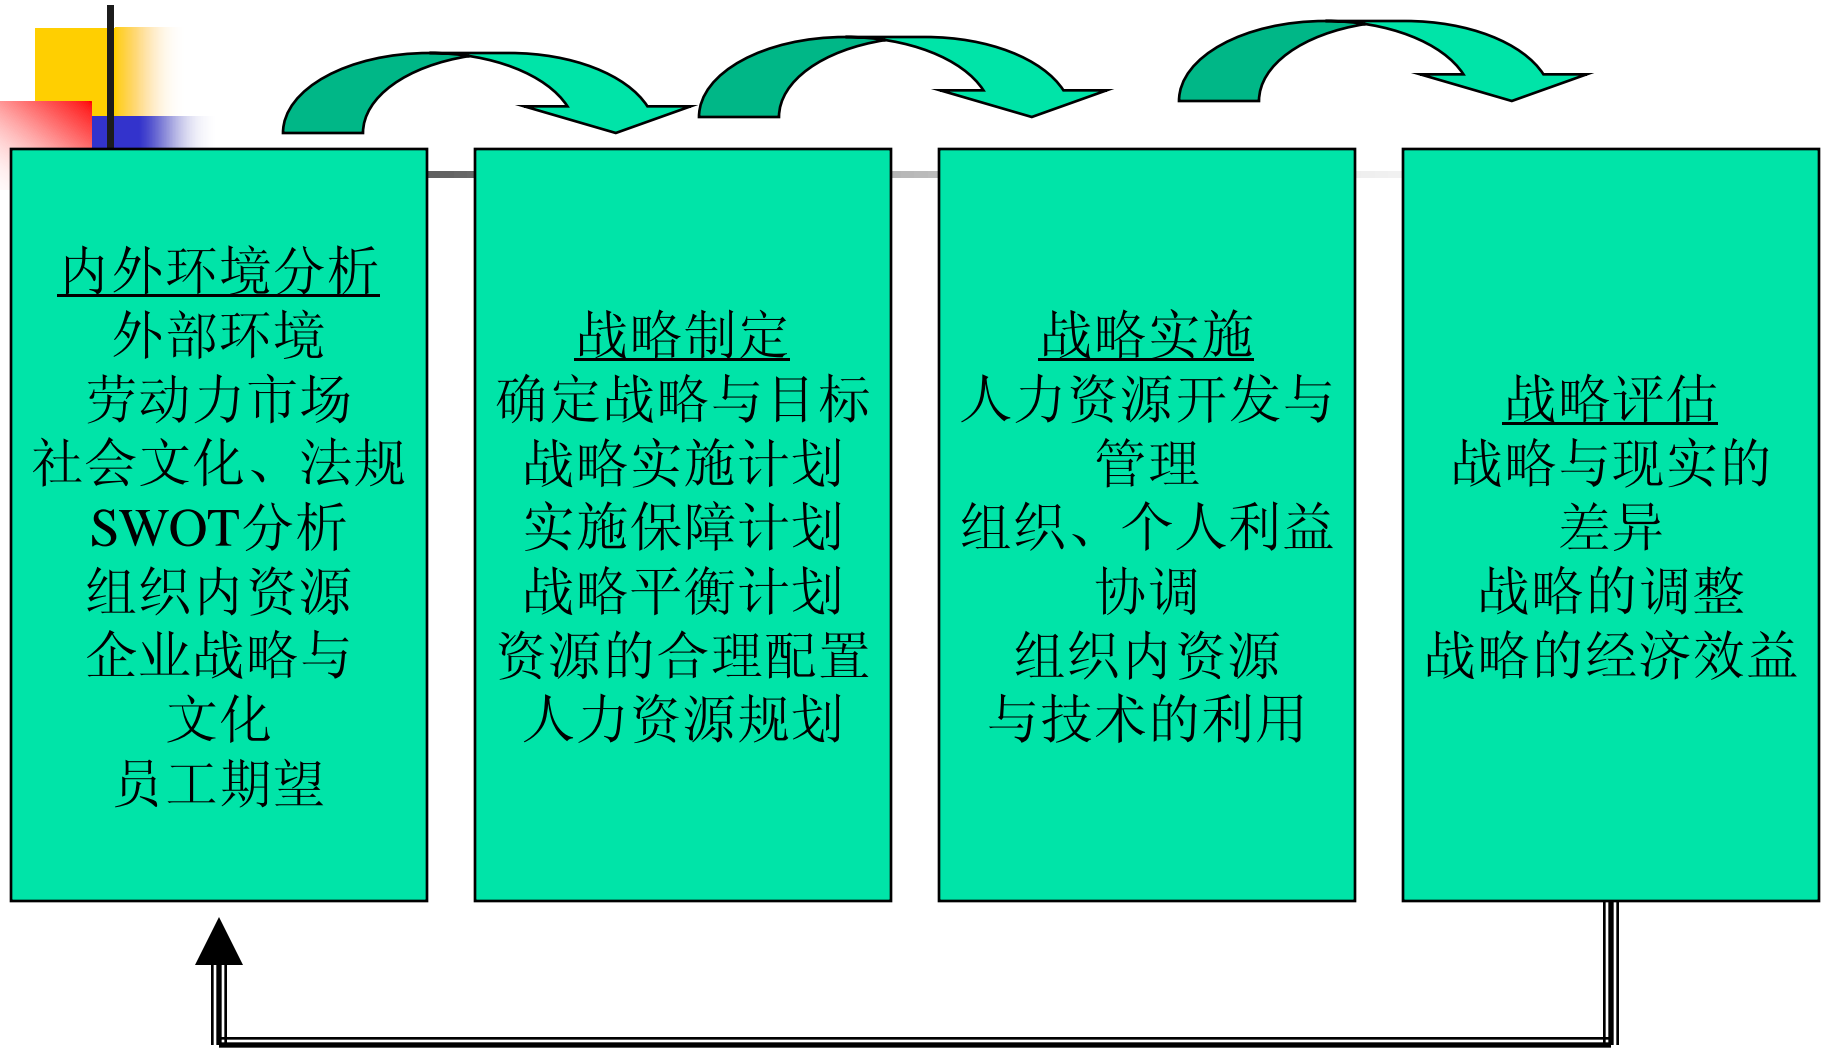 内外环境分析
外部环境
劳动力市场
社会文化、法规
SWOT分析
组织内资源
企业战略与
文化
员工期望
战略制定
确定战略与目标
战略实施计划
实施保障计划
战略平衡计划
资源的合理配置
人力资源规划
战略实施
人力资源开发与
管理
组织、个人利益
协调
组织内资源
与技术的利用
战略评估
战略与现实的
差异
战略的调整
战略的经济效益